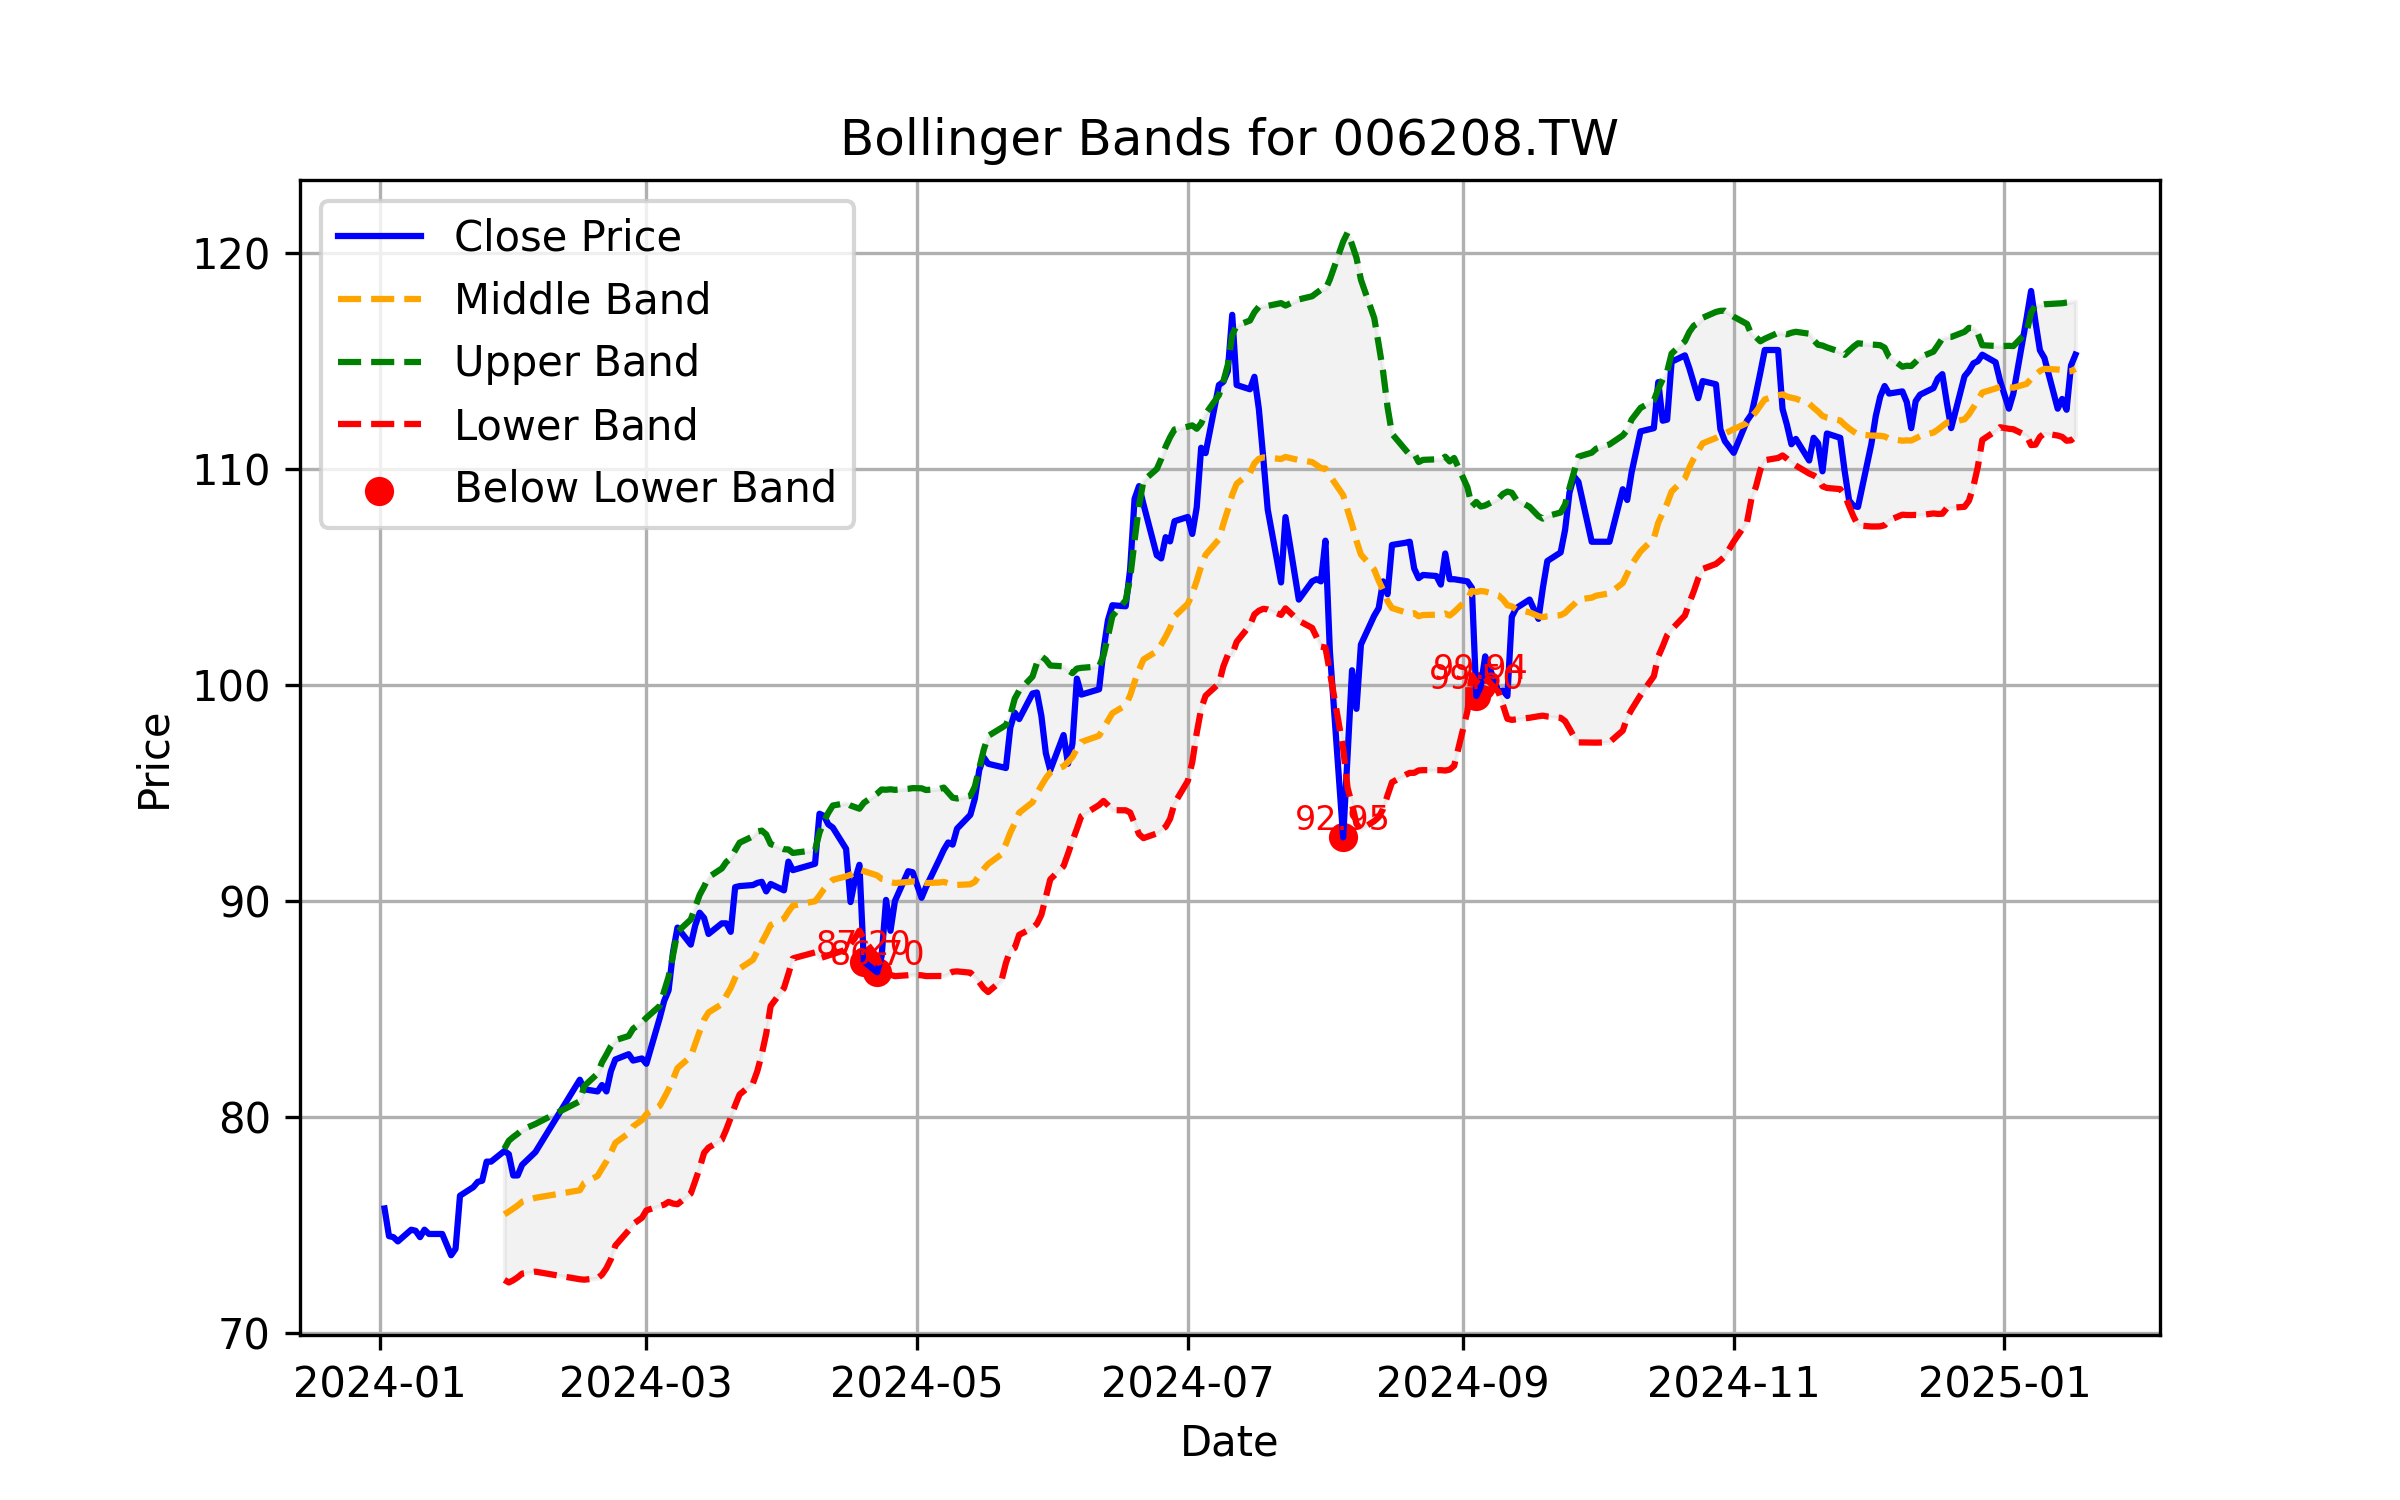 Bollinger Bands for 006208.TW
Close Price
Middle Band
Upper Band
Lower Band
Below Lower Band
120
110
100
90
80
70
Price
92.95
2024-01
2024-03
2024-05
2024-07
2024-09
2024-11
2025-01
Date